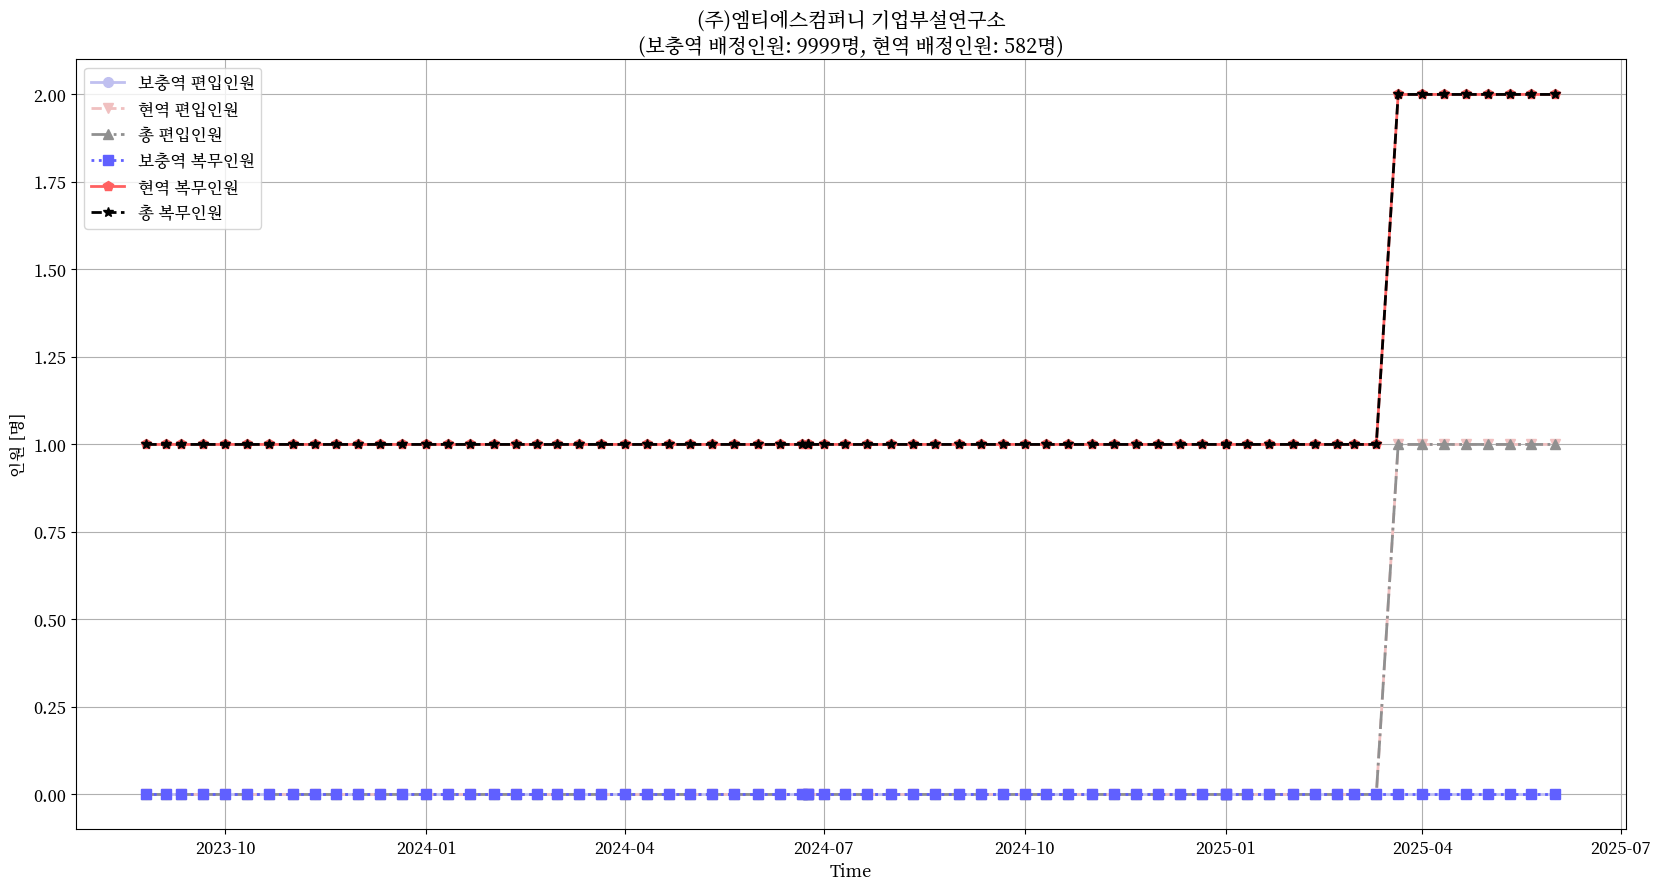 (주)엠티에스컴퍼니 기업부설연구소
(보충역 배정인원: 9999명, 현역 배정인원: 582명)
보충역 편입인원
현역 편입인원
총 편입인원
보충역 복무인원
현역 복무인원
총 복무인원
2.00
1.75
1.50
1.25
1.00
0.75
0.50
0.25
0.00
인원 [명]
2023-10
2024-01
2024-04
2024-07
2024-10
2025-01
2025-04
2025-07
Time